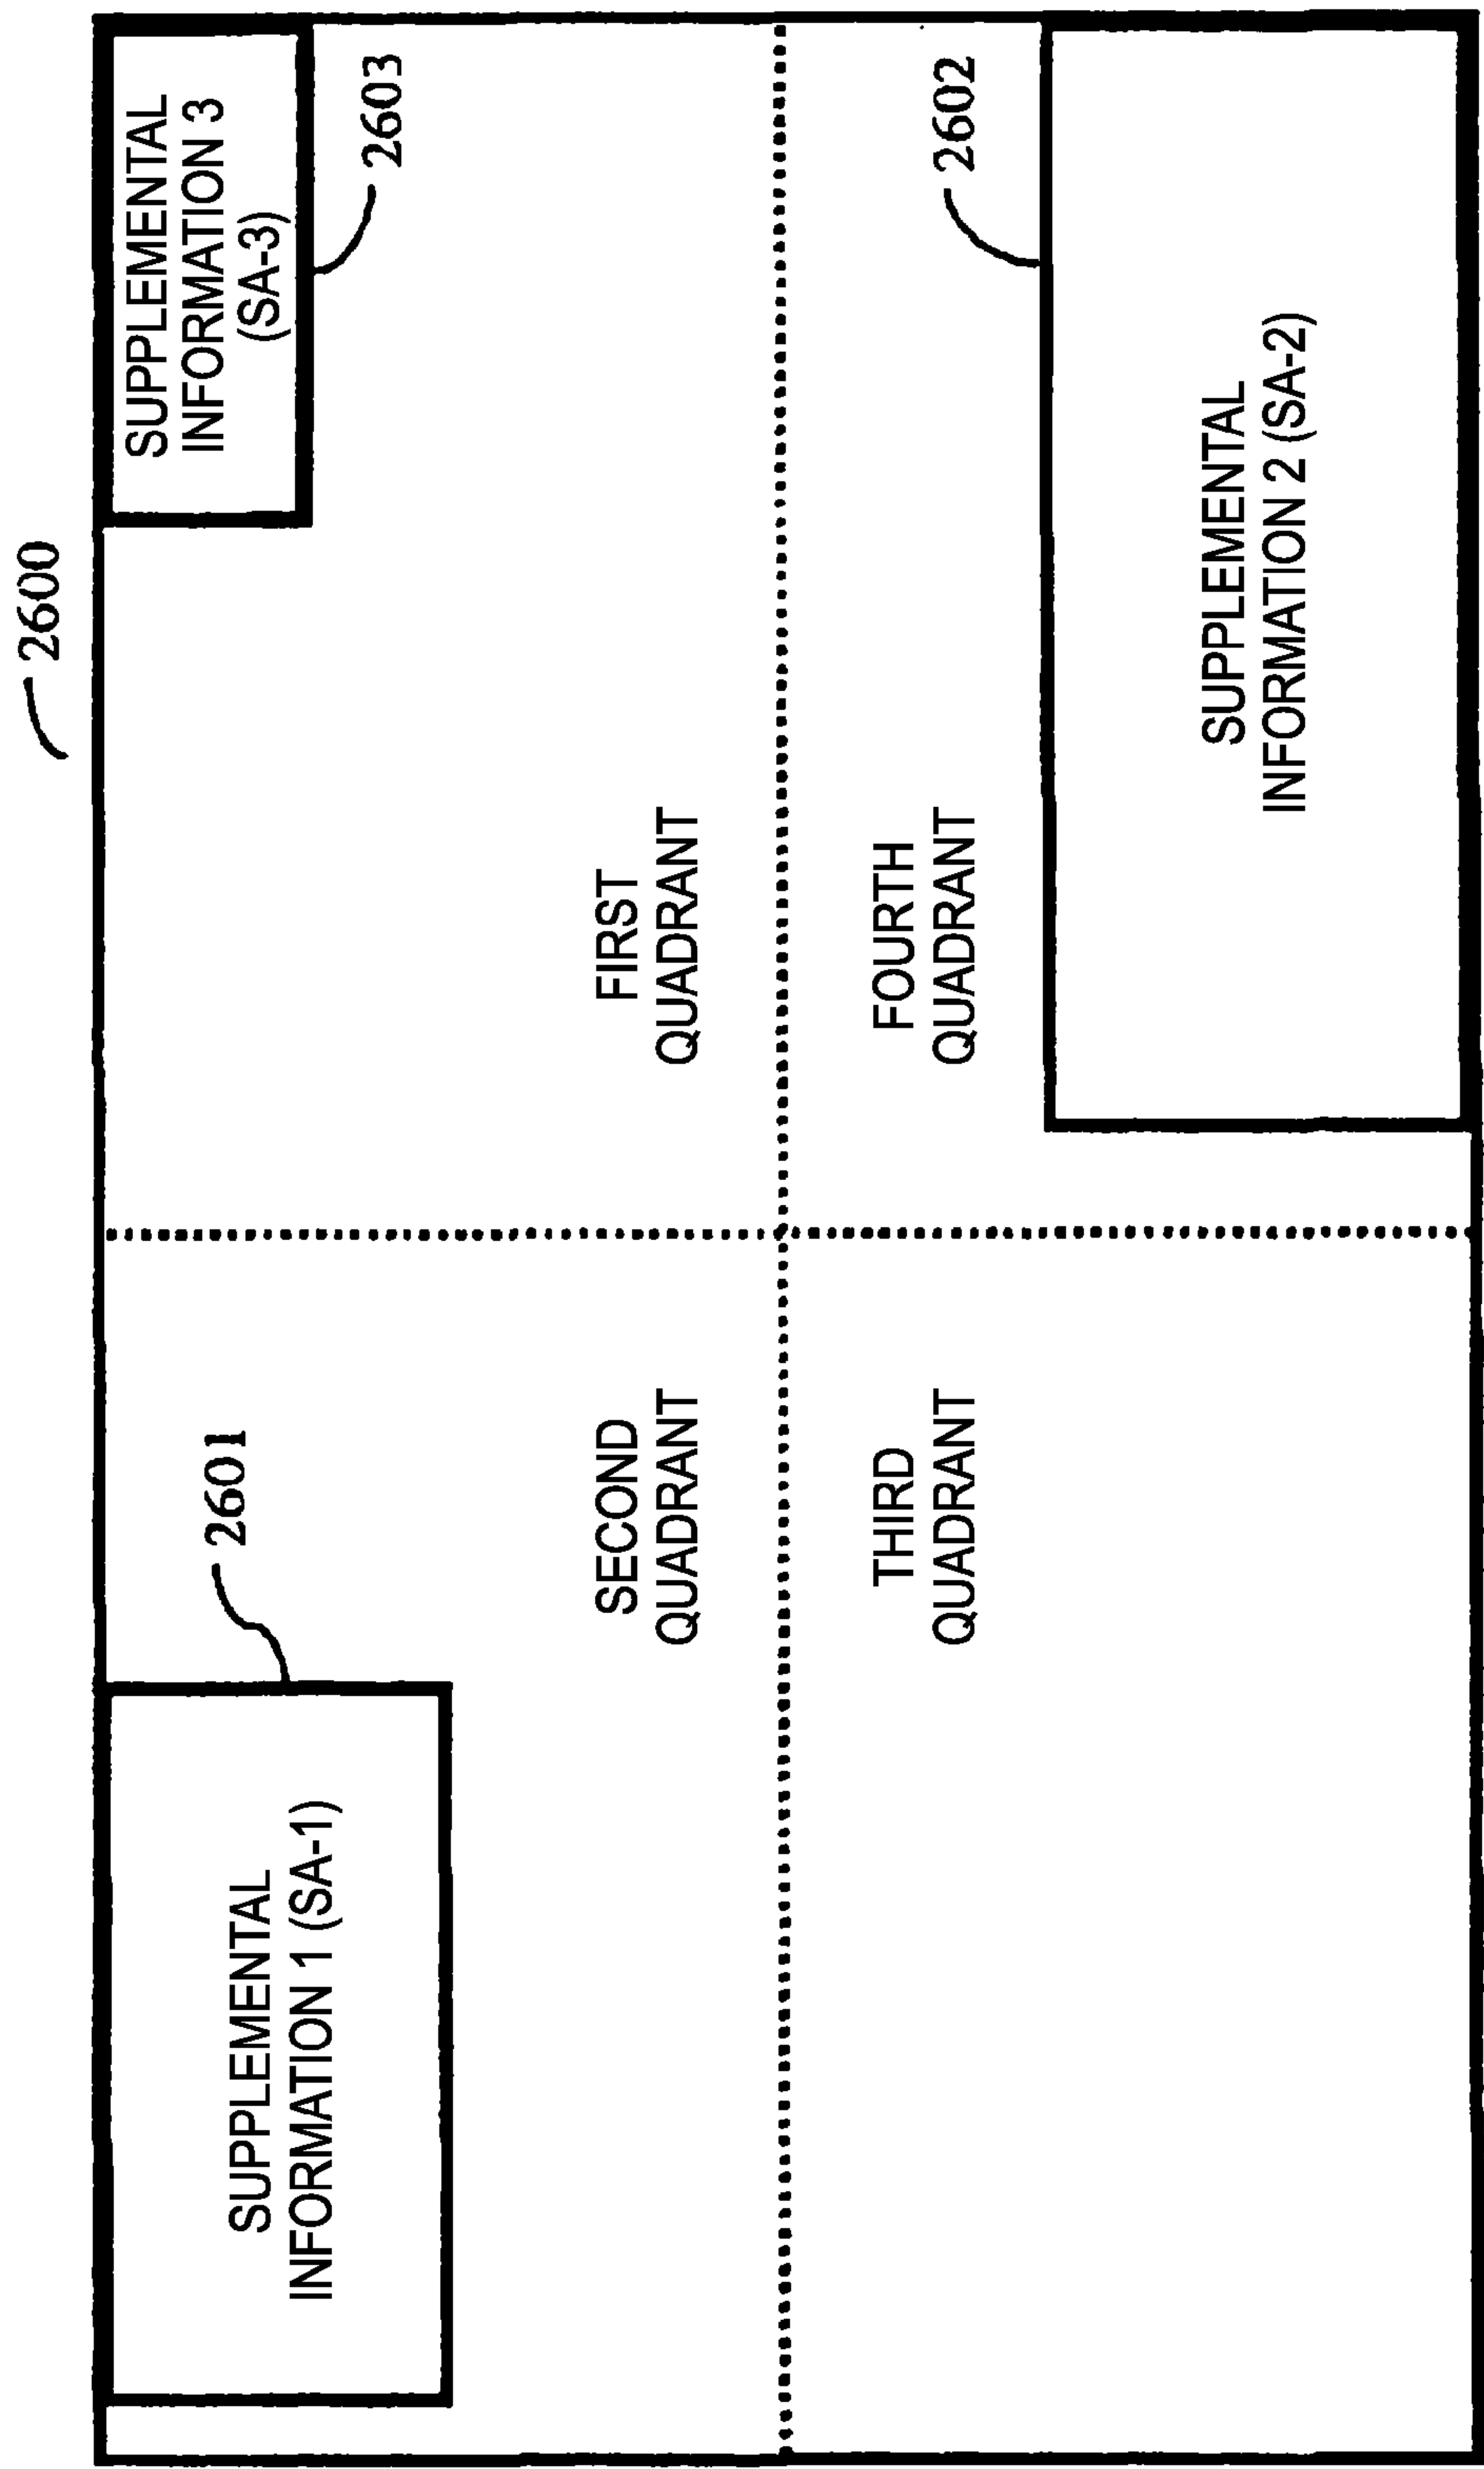 2600
SUPPLEMENTAL
INFORMATION 3
(SA-3)
2603
2601
SUPPLEMENTAL
INFORMATION 1 (SA-1)
SECOND
QUADRANT
FIRST
QUADRANT
THIRD
QUADRANT
FOURTH
QUADRANT
2602
SUPPLEMENTAL
INFORMATION 2 (SA-2)